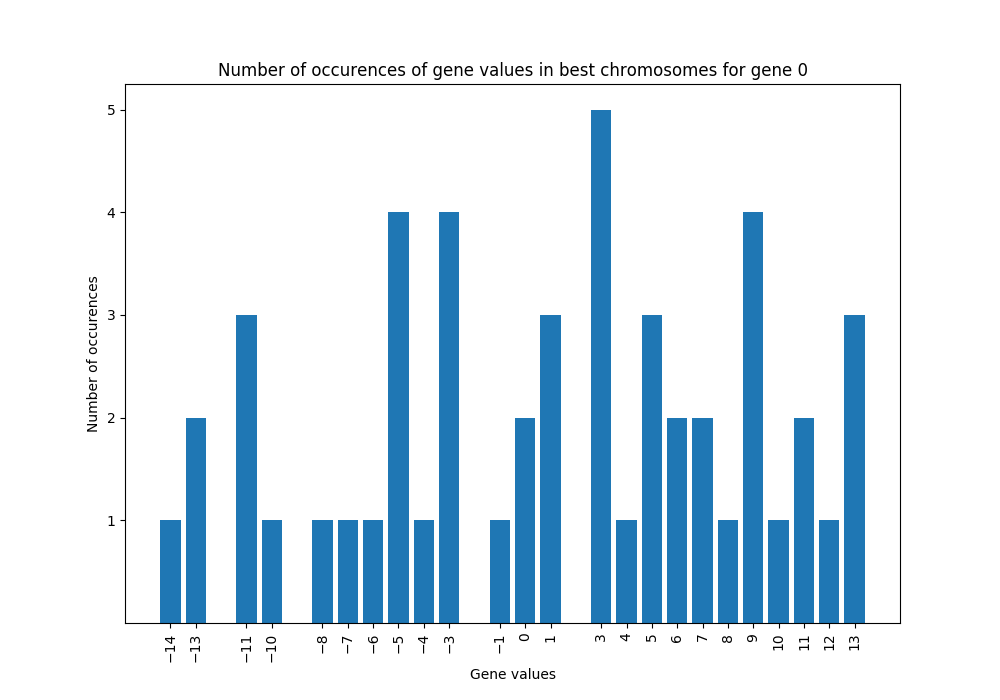 Number of occurences of gene values in best chromosomes for gene 0
5
4
3
2
1
Number of occurences
−14 −13 −11 −10 −8 −7 −6 −5 −4 −3 −1 0 1 3 4 5 6 7 8 9 10 11 12 13
Gene values